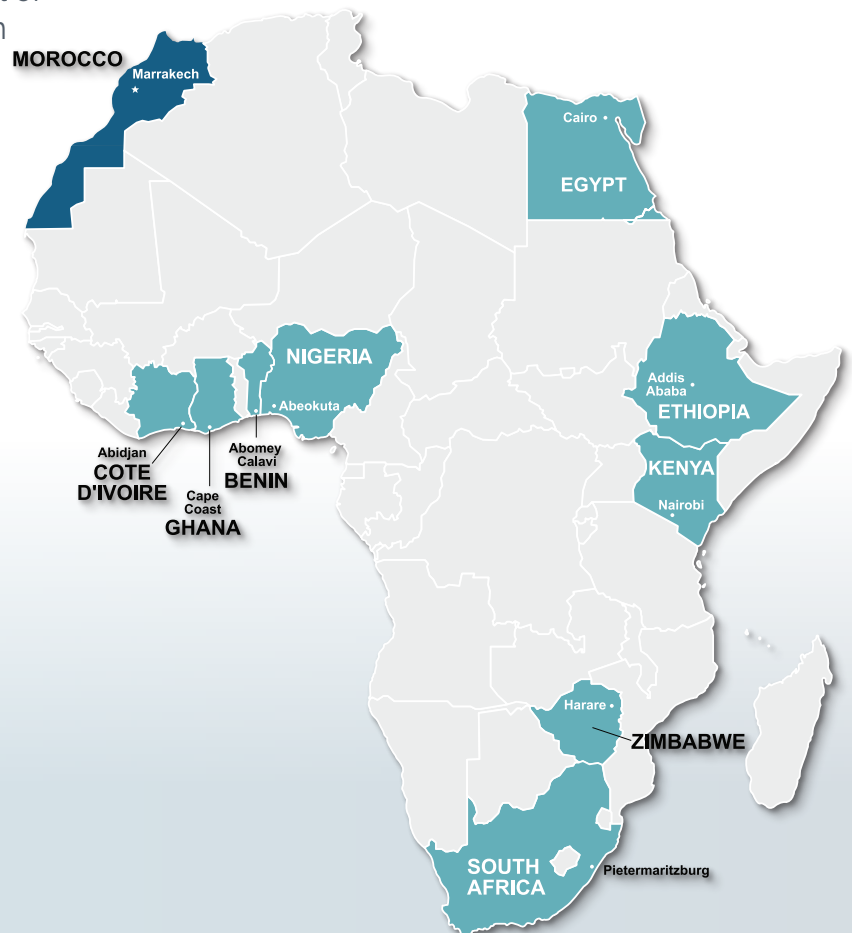 MOROCCO
Marrakech
Cairo
EGYPT
NIGERIA
Abeokuta
Abidjan
COTE
D'IVOIRE
Cape
Coast
GHANA
Abomey
Calavi
BENIN
Addis
Ababa
ETHIOPIA
KENYA
Nairobi
Harare
ZIMBABWE
SOUTH
AFRICA
Pietermaritzburg